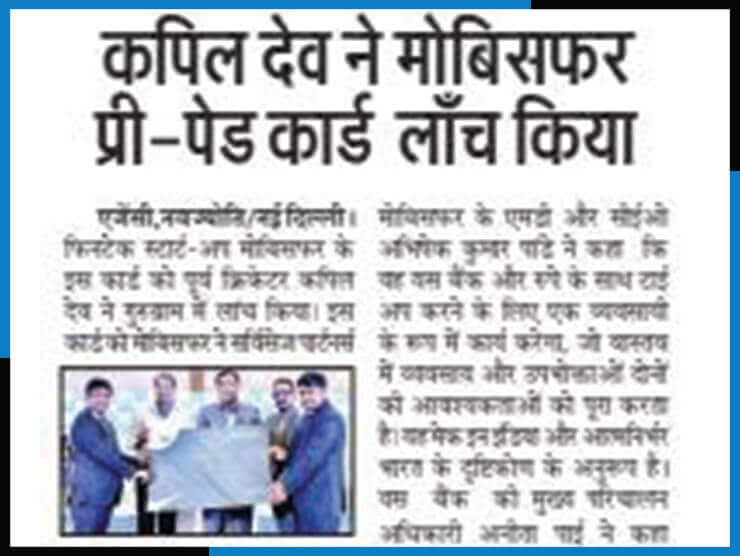 कपिल देव ने मोबिसफर
प्री-पेड कार्ड लाँच किया
एजेंसी,नवज्योति/नई दिल्ली।
फिनटेक स्टार्ट-अप मोबिसफर के
इस कार्ड को पूर्व क्रिकेटर कपिल
देव ने गुरुग्राम में लांच किया। इस
कार्ड को मोबिसफर ने सर्विसेज पार्टनर्स
मोबिसफर के एमडी और सीईओ
अभिषेक कुमार पांडे ने कहा कि
यह यस बैंक और रुपे के साथ टाई
अप करने के लिए एक व्यवसायी
के रूप में कार्य करेगा, जो वास्तव
में व्यवसाय और उपभोक्ताओं दोनों
की आवश्यकताओं को पूरा करता
है। यह मेक इन इंडिया और आत्मनिर्भर
भारत के दृष्टिकोण के अनुरूप है।
यस बैंक की मुख्य परिचालन
अधिकारी अनीता पाई ने कहा